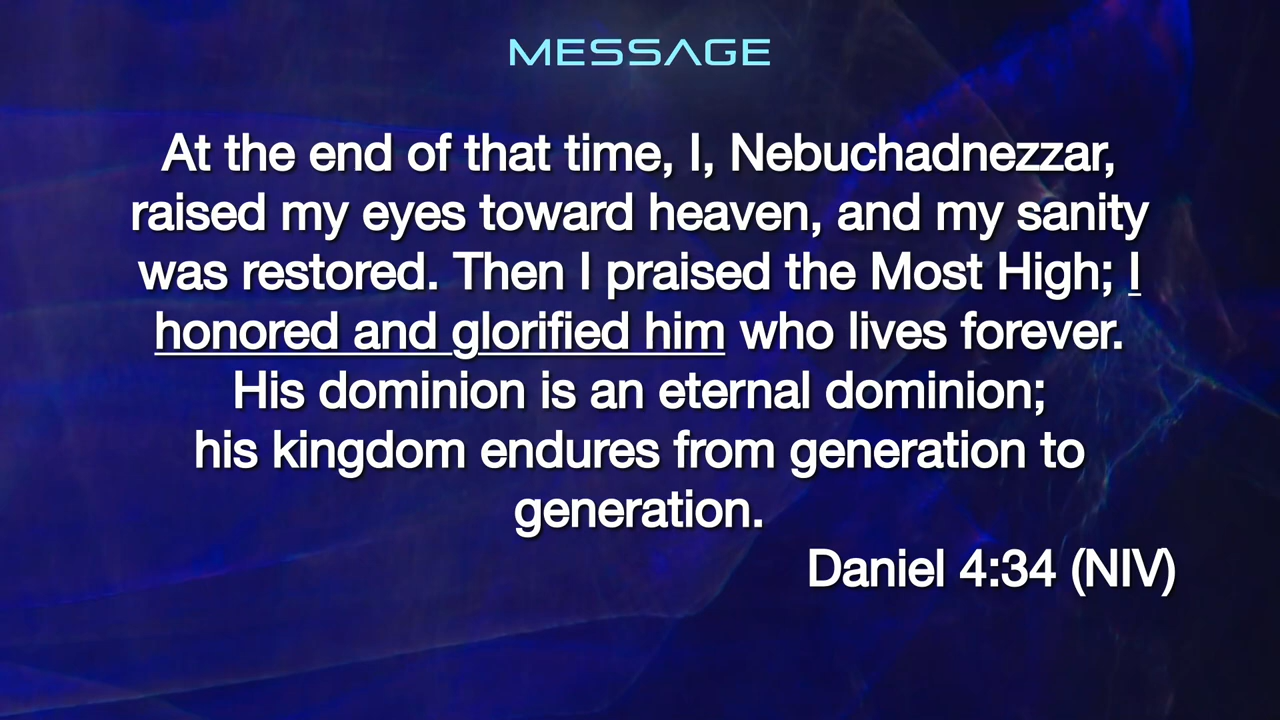 MESSAGE
At the end of that time, I, Nebuchadnezzar,
raised my eyes toward heaven, and my sanity
was restored. Then I praised the Most High; I
honored and glorified him who lives forever.
His dominion is an eternal dominion;
his kingdom endures from generation to
generation.
Daniel 4:34 (NIV)